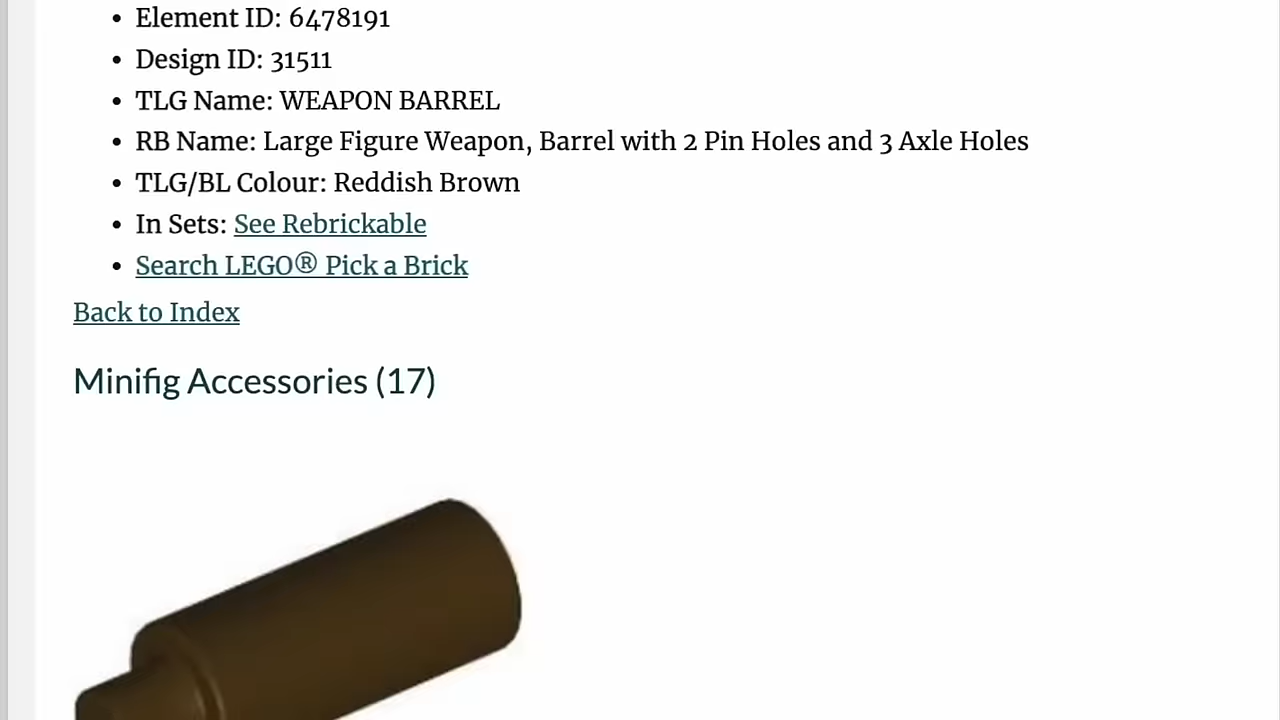 Element ID: 6478191
Design ID: 31511
TLG Name: WEAPON BARREL
RB Name: Large Figure Weapon, Barrel with 2 Pin Holes and 3 Axle Holes
TLG/BL Colour: Reddish Brown
In Sets: See Rebrickable
Search LEGO® Pick a Brick
Back to Index
Minifig Accessories (17)